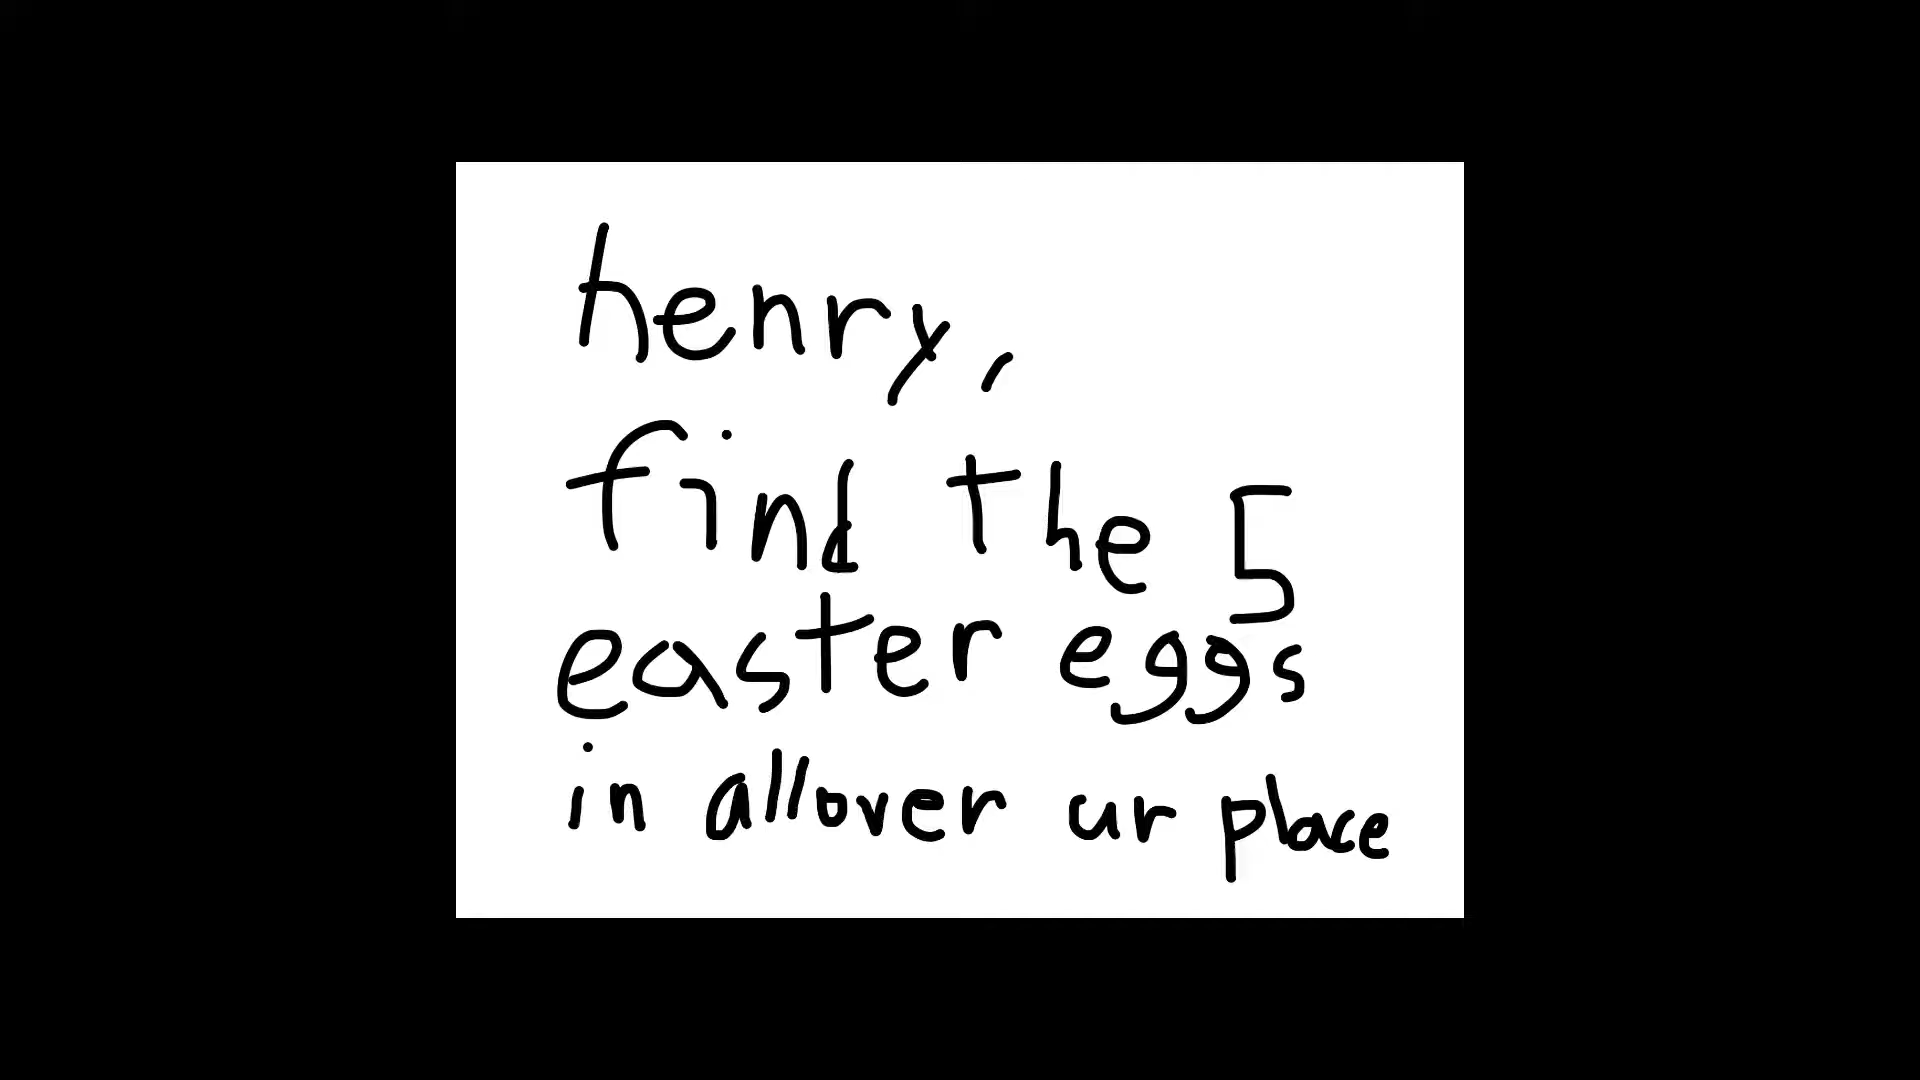 henry,
find the 5
easter eggs
in allover ur place